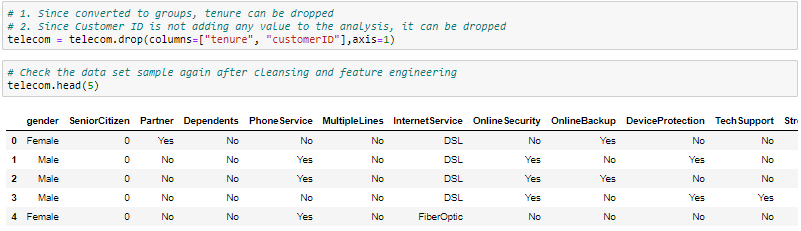 # 1. Since converted to groups, tenure can be dropped
# 2. Since Customer ID is not adding any value to the analysis, it can be dropped
telecom = telecom.drop(columns=["tenure", "customerID"],axis=1)
# Check the data set sample again after cleansing and feature engineering
telecom.head(5)
gender SeniorCitizen Partner Dependents PhoneService MultipleLines InternetService OnlineSecurity OnlineBackup DeviceProtection TechSupport Str
0 Female 0 Yes No No No DSL No Yes No No
1 Male 0 No No Yes No DSL Yes No Yes No
2 Male 0 No No Yes No DSL Yes Yes No No
3 Male 0 No No No No DSL Yes No Yes Yes
4 Female 0 No No Yes No FiberOptic No No No No